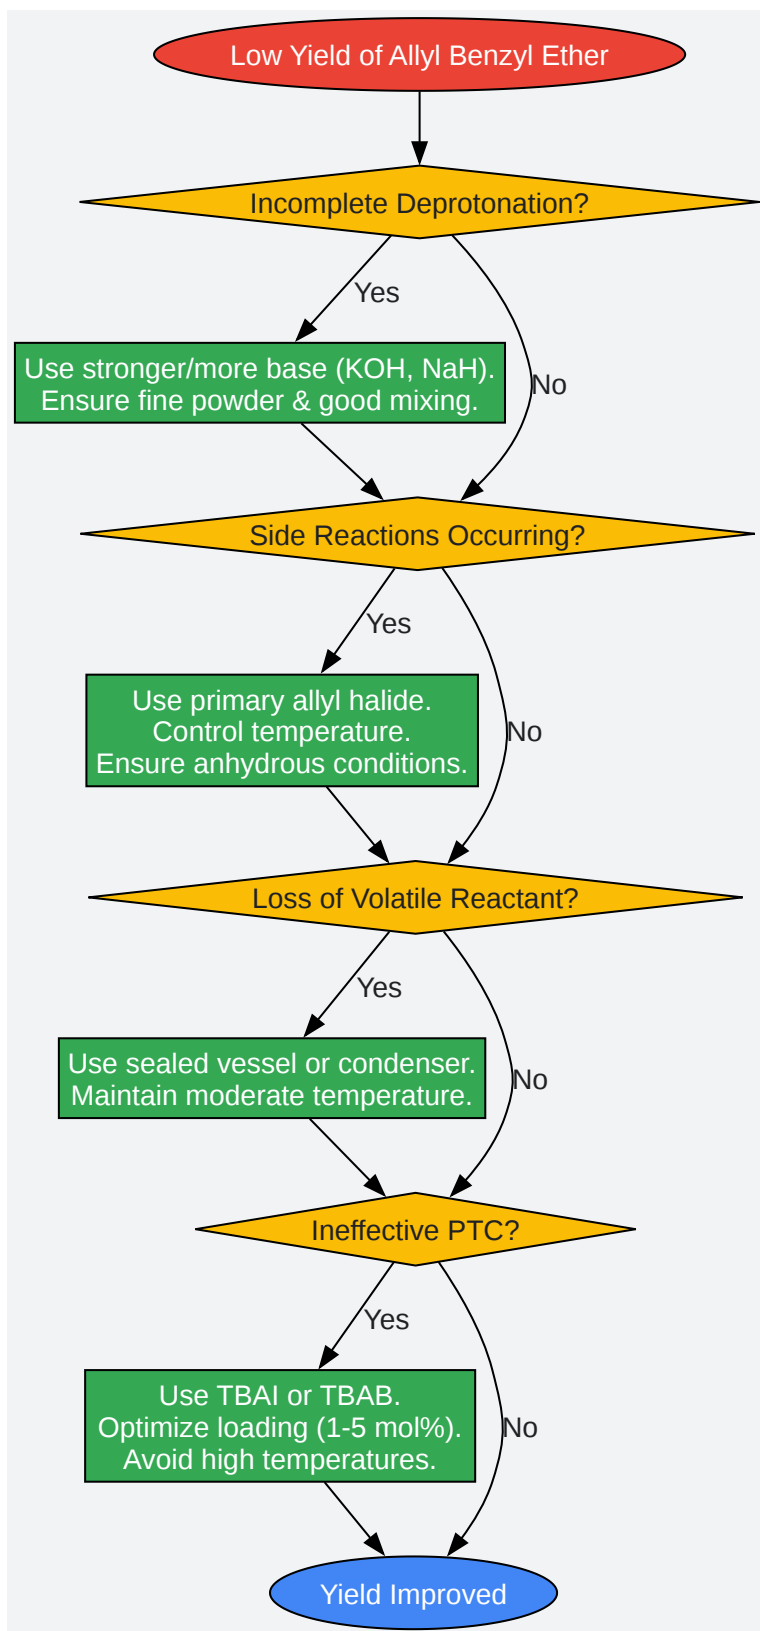 Low Yield of Allyl Benzyl Ether
Incomplete Deprotonation?
Yes
Use stronger/more base (KOH, NaH).
Ensure fine powder & good mixing.
No
Side Reactions Occurring?
Yes
Use primary allyl halide.
Control temperature.
Ensure anhydrous conditions.
No
Loss of Volatile Reactant?
Yes
Use sealed vessel or condenser.
Maintain moderate temperature.
No
Ineffective PTC?
Yes
Use TBAI or TBAB.
Optimize loading (1-5 mol%).
Avoid high temperatures.
No
Yield Improved